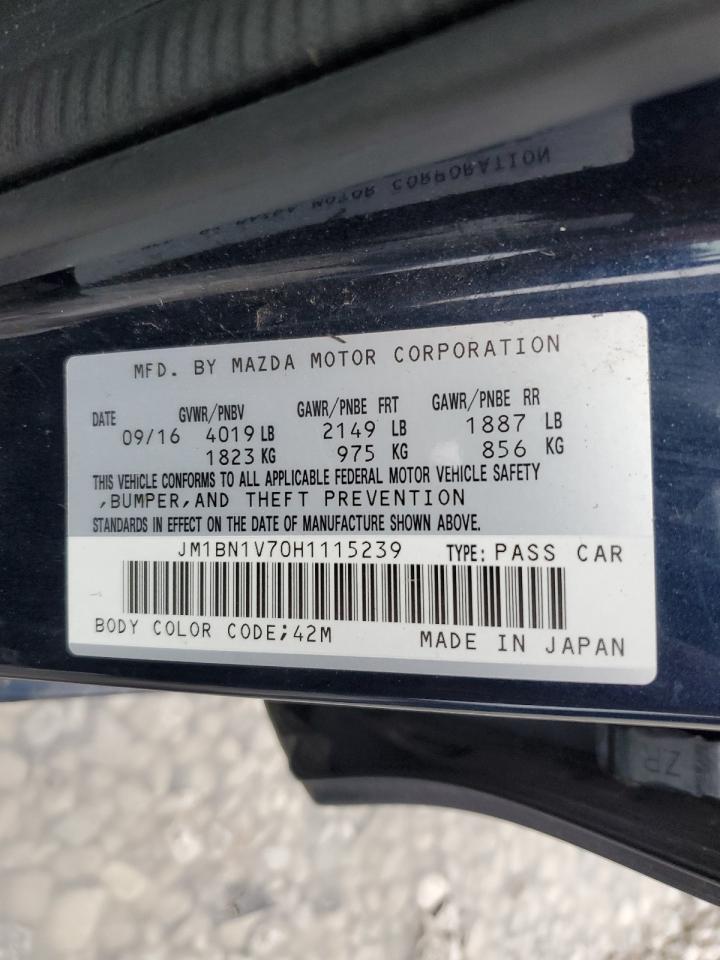 MFD. BY MAZDA MOTOR CORPORATION
DATE GVWR/PNBV GAWR/PNBE FRT GAWR/PNBE RR
09/16 4019 LB 2149 LB 1887 LB
1823 KG 975 KG 856 KG
THIS VEHICLE CONFORMS TO ALL APPLICABLE FEDERAL MOTOR VEHICLE SAFETY
,BUMPER,AND THEFT PREVENTION
STANDARDS IN EFFECT ON THE DATE OF MANUFACTURE SHOWN ABOVE.
JM1BN1V70H1115239 TYPE: PASS CAR
BODY COLOR CODE;42M MADE IN JAPAN
ZR